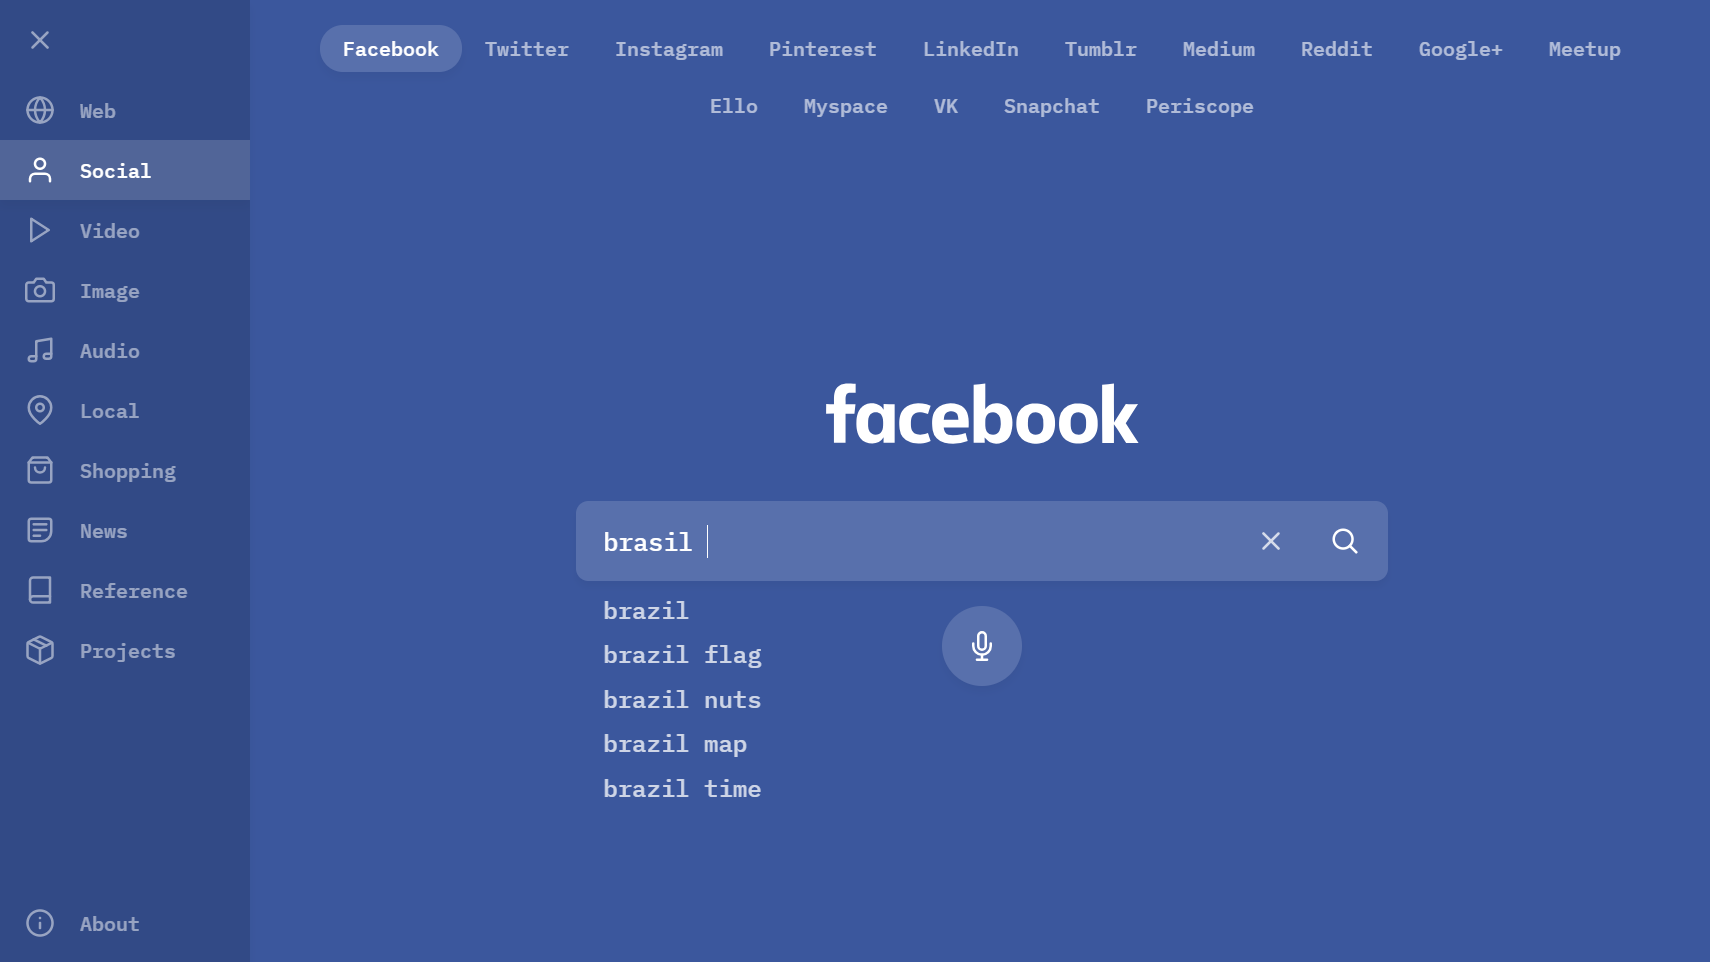 Facebook Twitter Instagram Pinterest LinkedIn Tumblr Medium Reddit Google+ Meetup
Ello Myspace VK Snapchat Periscope
Web
Social
Video
Image
Audio
Local
Shopping
News
Reference
Projects
About
facebook
brasil
brazil
brazil flag
brazil nuts
brazil map
brazil time